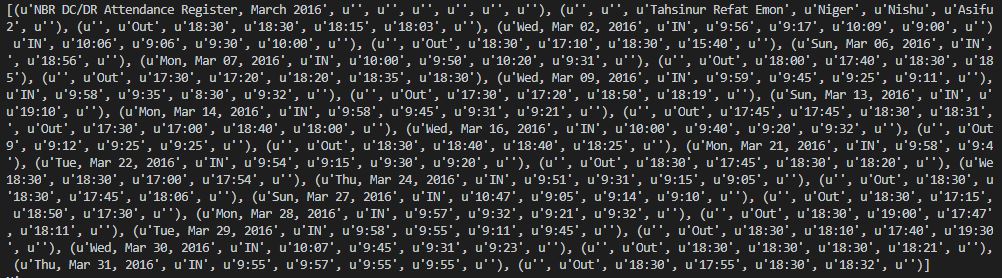 [(u'NBR DC/DR Attendance Register, March 2016', u'', u'', u'', u'', u'', u''), (u'', u'', u'Tahsinur Refat Emon', u'Niger', u'Nishu', u'Asifu
2', u''), (u'', u'Out', u'18:30', u'18:30', u'18:15', u'18:03', u''), (u'Wed, Mar 02, 2016', u'IN', u'9:56', u'9:17', u'10:09', u'9:00', u'')
u'IN', u'10:06', u'9:06', u'9:30', u'10:00', u''), (u'', u'Out', u'18:30', u'17:10', u'18:30', u'15:40', u''), (u'Sun, Mar 06, 2016', u'IN',
', u'18:56', u''), (u'Mon, Mar 07, 2016', u'IN', u'10:00', u'9:50', u'10:20', u'9:31', u''), (u'', u'Out', u'18:00', u'17:40', u'18:30', u'18
5'), (u'', u'Out', u'17:30', u'17:20', u'18:20', u'18:35', u'18:30'), (u'Wed, Mar 09, 2016', u'IN', u'9:59', u'9:45', u'9:25', u'9:11', u''),
u'IN', u'9:58', u'9:35', u'8:30', u'9:32', u''), (u'', u'Out', u'17:30', u'17:20', u'18:50', u'18:19', u''), (u'Sun, Mar 13, 2016', u'IN', u'
u'19:10', u''), (u'Mon, Mar 14, 2016', u'IN', u'9:58', u'9:45', u'9:31', u'9:21', u''), (u'', u'Out', u'17:45', u'17:45', u'18:30', u'18:31',
', u'Out', u'17:30', u'17:00', u'18:40', u'18:00', u''), (u'Wed, Mar 16, 2016', u'IN', u'10:00', u'9:40', u'9:20', u'9:32', u''), (u'', u'Out
9', u'9:12', u'9:25', u'9:25', u''), (u'', u'Out', u'18:30', u'18:40', u'18:40', u'18:25', u''), (u'Mon, Mar 21, 2016', u'IN', u'9:58', u'9:4
'), (u'Tue, Mar 22, 2016', u'IN', u'9:54', u'9:15', u'9:30', u'9:20', u''), (u'', u'Out', u'18:30', u'17:45', u'18:30', u'18:20', u''), (u'We
18:30', u'18:30', u'17:00', u'17:54', u''), (u'Thu, Mar 24, 2016', u'IN', u'9:51', u'9:31', u'9:15', u'9:05', u''), (u'', u'Out', u'18:30', u
'18:30', u'17:45', u'18:06', u''), (u'Sun, Mar 27, 2016', u'IN', u'10:47', u'9:05', u'9:14', u'9:10', u''), (u'', u'Out', u'18:30', u'17:15',
, u'18:50', u'17:30', u''), (u'Mon, Mar 28, 2016', u'IN', u'9:57', u'9:32', u'9:21', u'9:32', u''), (u'', u'Out', u'18:30', u'19:00', u'17:47'
, u'18:11', u''), (u'Tue, Mar 29, 2016', u'IN', u'9:58', u'9:55', u'9:11', u'9:45', u''), (u'', u'Out', u'18:30', u'18:10', u'17:40', u'19:30
', u''), (u'Wed, Mar 30, 2016', u'IN', u'10:07', u'9:45', u'9:31', u'9:23', u''), (u'', u'Out', u'18:30', u'18:30', u'18:30', u'18:21', u''),
(u'Thu, Mar 31, 2016', u'IN', u'9:55', u'9:57', u'9:55', u'9:55', u''), (u'', u'Out', u'18:30', u'17:55', u'18:30', u'18:32', u'')]